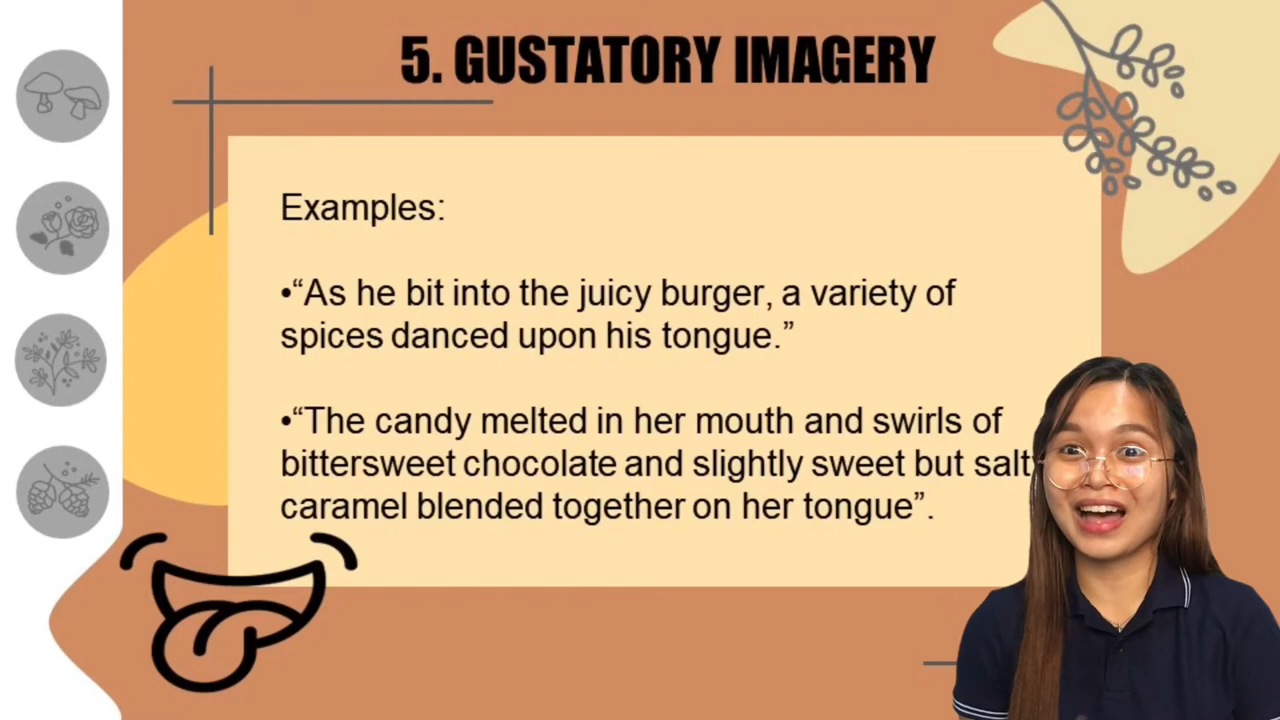 5. GUSTATORY IMAGERY
Examples:
•“As he bit into the juicy burger, a variety of
spices danced upon his tongue.”
•“The candy melted in her mouth and swirls of
bittersweet chocolate and slightly sweet but salty
caramel blended together on her tongue”.